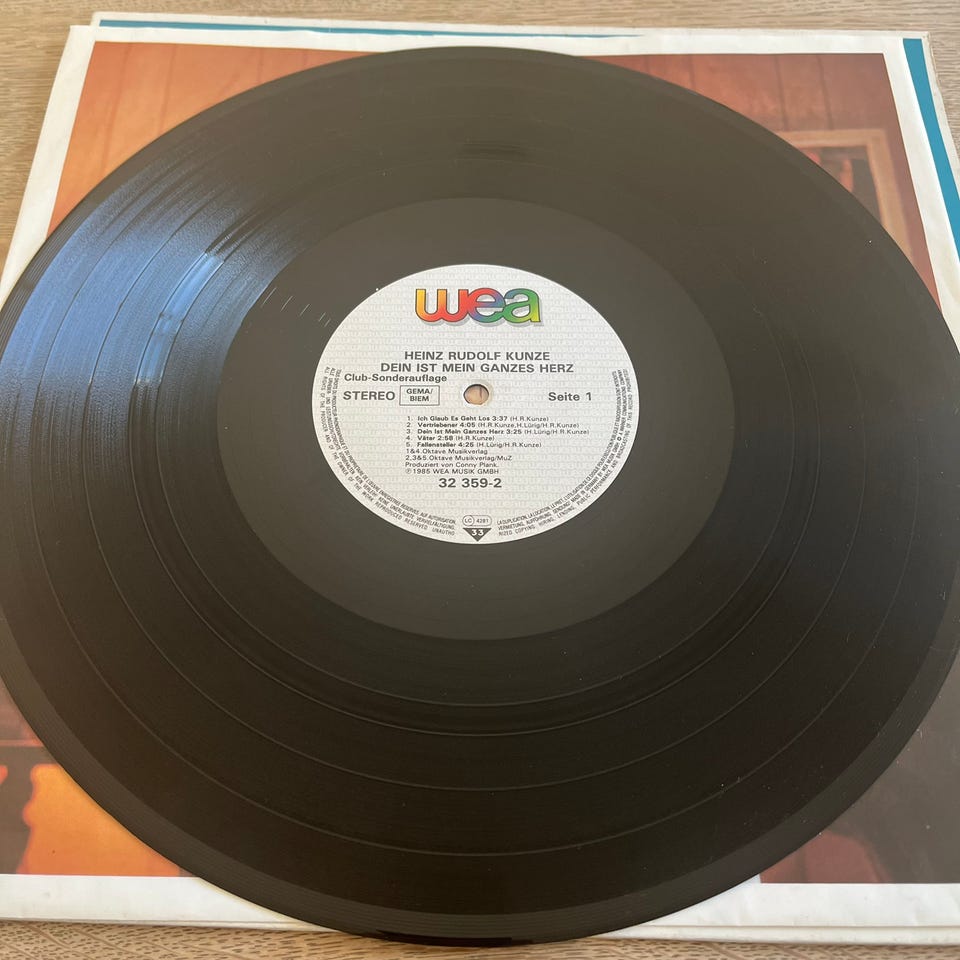 wea
HEINZ RUDOLF KUNZE
DEIN IST MEIN GANZES HERZ
Club-Sonderauflage
STEREO GEMA/BIEM Seite 1
1. Ich Glaub Es Geht Los 3:37 (H.R.Kunze)
2. Vertriebener 4:05 (H.R.Kunze,H.Lürig/H.R.Kunze)
3. Dein Ist Mein Ganzes Herz 3:25 (H.Lürig/H.R.Kunze)
4. Väter 2:58 (H.R.Kunze)
5. Fallensteller 4:25 (H.Lürig/H.R.Kunze)
1&4.Oktave Musikverlag
2,3&5.Oktave Musikverlag/MuZ
Produziert von Conny Plank.
℗1985 WEA MUSIK GMBH
32 359-2
LC 4281
33